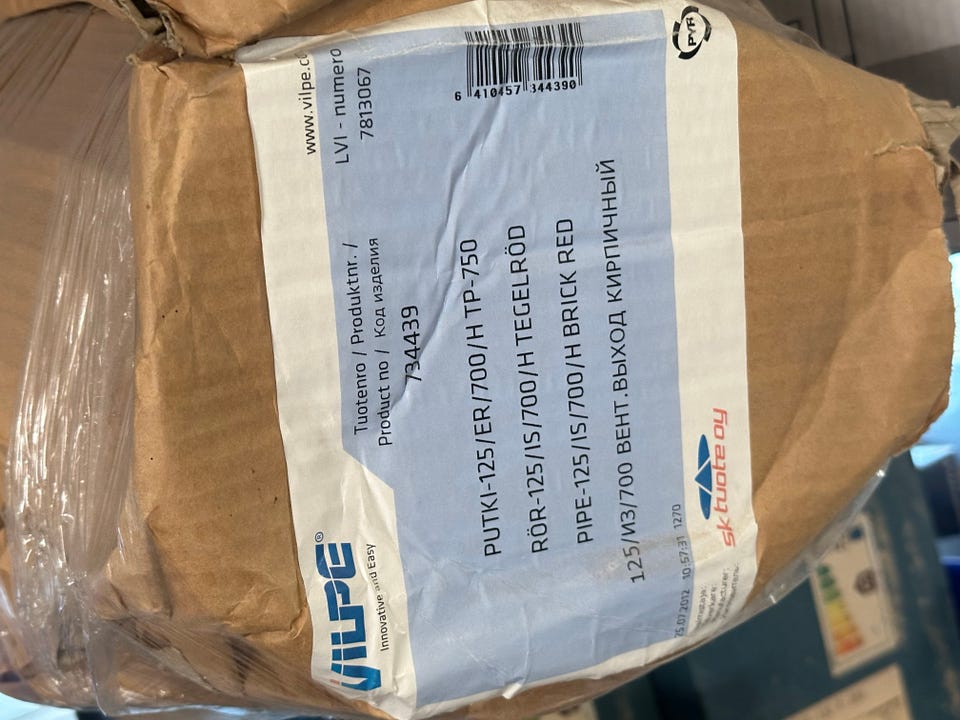 VILPE®
Innovative and Easy
www.vilpe.c
Tuotenro / Produktnr. /
Product no / Код изделия
734439
LVI - numero
7813067
6 410457 344390
PUTKI-125/ER/700/H TP-750
RÖR-125/IS/700/H TEGELRÖD
PIPE-125/IS/700/H BRICK RED
125/ИЗ/700 ВЕНТ.ВЫХОД КИРПИЧНЫЙ
25.07.2012 10:57:31 1270
sk tuote oy
PYR